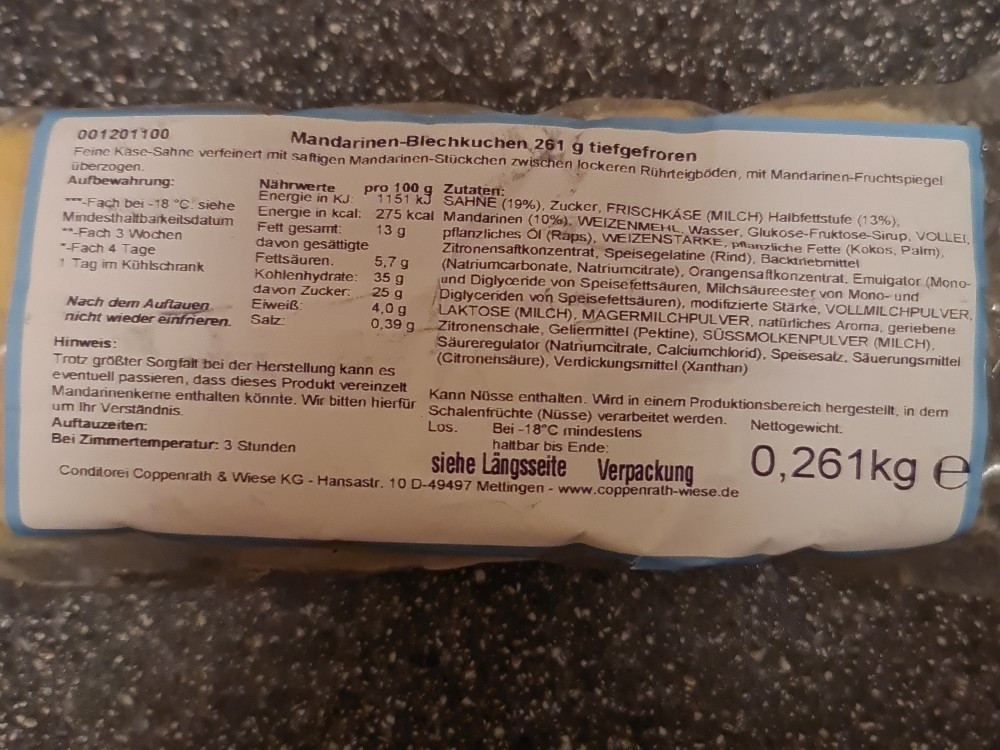 001201100
Mandarinen-Blechkuchen 261 g tiefgefroren
Feine Käse-Sahne verfeinert mit saftigen Mandarinen-Stückchen zwischen lockeren Rührteigböden, mit Mandarinen-Fruchtspiegel
überzogen.
Aufbewahrung:
***-Fach bei -18 °C: siehe
Mindesthaltbarkeitsdatum
**-Fach 3 Wochen
*-Fach 4 Tage
1 Tag im Kühlschrank
Nach dem Auftauen
nicht wieder einfrieren.
Nährwerte pro 100 g
Energie in KJ: 1151 kJ
Energie in kcal: 275 kcal
Fett gesamt: 13 g
davon gesättigte
Fettsäuren. 5,7 g
Kohlenhydrate: 35 g
davon Zucker: 25 g
Eiweiß: 4,0 g
Salz: 0,39 g
Zutaten:
SAHNE (19%), Zucker, FRISCHKÄSE (MILCH) Halbfettstufe (13%),
Mandarinen (10%), WEIZENMEHL, Wasser, Glukose-Fruktose-Sirup, VOLLEI,
pflanzliches Öl (Raps), WEIZENSTÄRKE, pflanzliche Fette (Kokos, Palm),
Zitronensaftkonzentrat, Speisegelatine (Rind), Backtriebmittel
(Natriumcarbonate, Natriumcitrate), Orangensaftkonzentrat, Emulgator (Mono-
und Diglyceride von Speisefettsäuren, Milchsäureester von Mono- und
Diglyceriden von Speisefettsäuren), modifizierte Stärke, VOLLMILCHPULVER,
LAKTOSE (MILCH), MAGERMILCHPULVER, natürliches Aroma, geriebene
Zitronenschale, Geliermittel (Pektine), SÜSSMOLKENPULVER (MILCH),
Säureregulator (Natriumcitrate, Calciumchlorid), Speisesalz, Säuerungsmittel
(Citronensäure), Verdickungsmittel (Xanthan)
Hinweis:
Trotz größter Sorgfalt bei der Herstellung kann es
eventuell passieren, dass dieses Produkt vereinzelt
Mandarinenkerne enthalten könnte. Wir bitten hierfür
um Ihr Verständnis.
Auftauzeiten:
Bei Zimmertemperatur: 3 Stunden
Kann Nüsse enthalten. Wird in einem Produktionsbereich hergestellt, in dem
Schalenfrüchte (Nüsse) verarbeitet werden.
Los: Bei -18°C mindestens
haltbar bis Ende:
siehe Längsseite Verpackung
Nettogewicht:
0,261kg e
Conditorei Coppenrath & Wiese KG - Hansastr. 10 D-49497 Mettingen - www.coppenrath-wiese.de